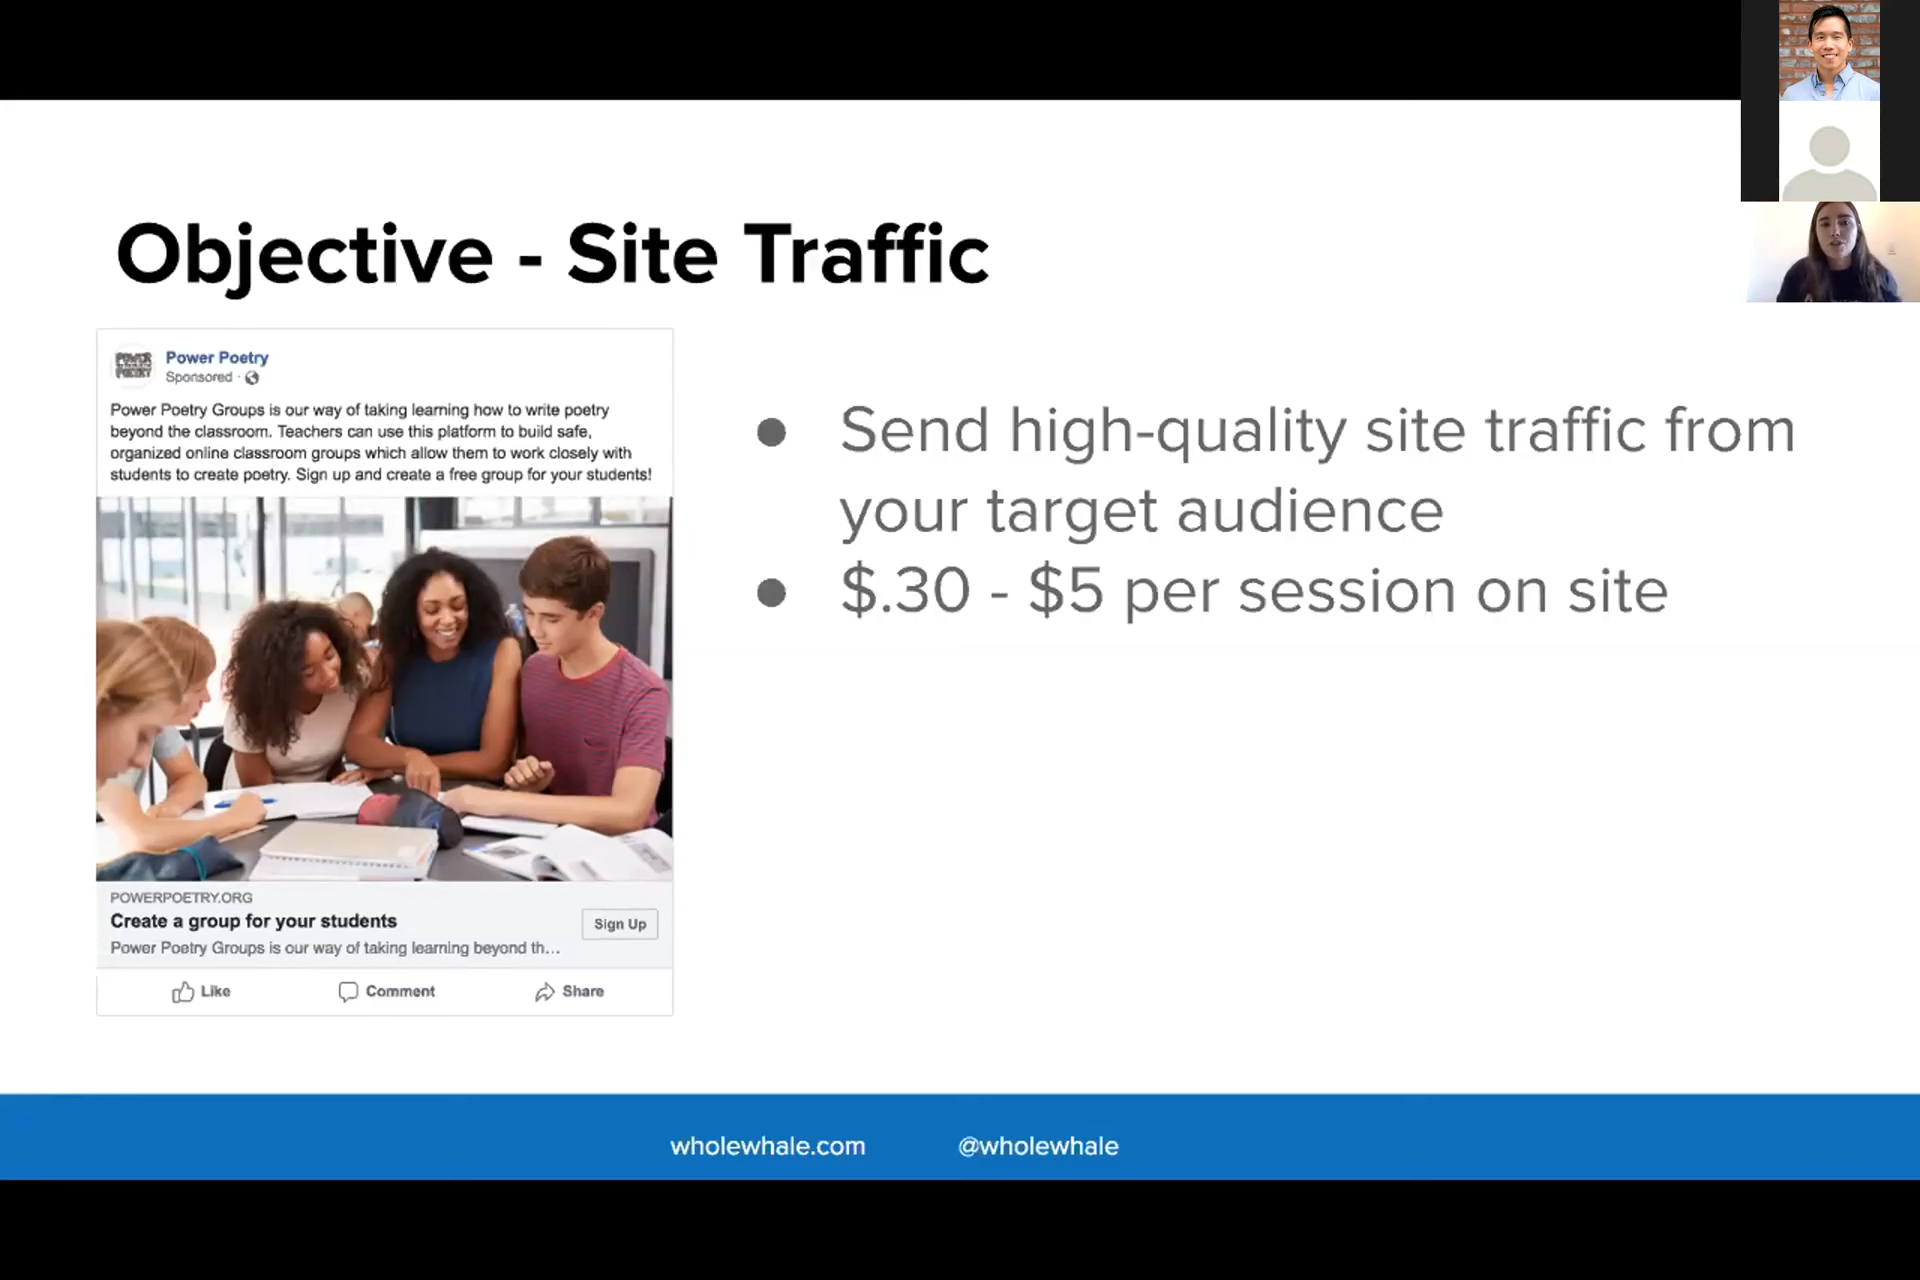 Objective - Site Traffic
POWER
POETRY
Power Poetry
Sponsored ·
Power Poetry Groups is our way of taking learning how to write poetry
beyond the classroom. Teachers can use this platform to build safe,
organized online classroom groups which allow them to work closely with
students to create poetry. Sign up and create a free group for your students!
POWERPOETRY.ORG
Create a group for your students
Sign Up
Power Poetry Groups is our way of taking learning beyond th...
Like
Comment
Share
● Send high-quality site traffic from
your target audience
● $.30 - $5 per session on site
wholewhale.com
@wholewhale